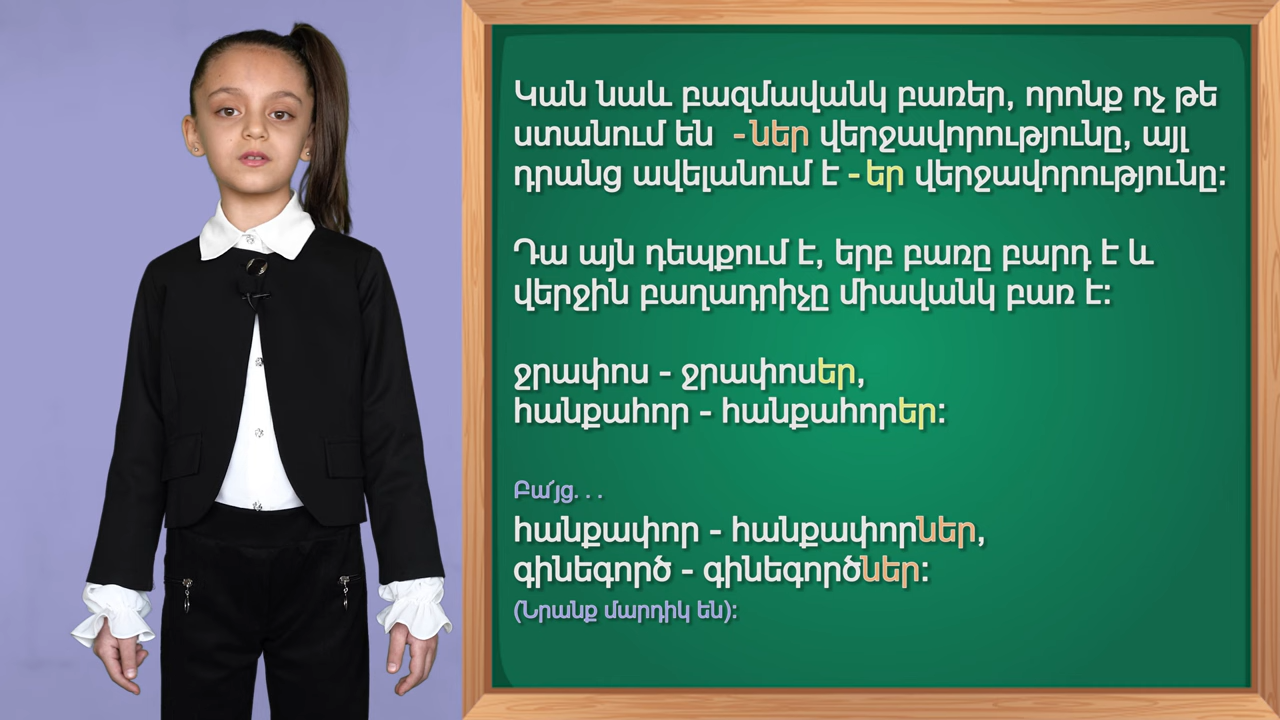 Կան նաև բազմավանկ բառեր, որոնք ոչ թե
ստանում են -ներ վերջավորությունը, այլ
դրանց ավելանում է -եր վերջավորությունը:
Դա այն դեպքում է, երբ բառը բարդ է և
վերջին բաղադրիչը միավանկ բառ է:
ջրափոս - ջրափոսեր,
հանքահոր - հանքահորեր:
Բա՜յց. . .
հանքափոր - հանքափորներ,
գինեգործ - գինեգործներ:
(Նրանք մարդիկ են):